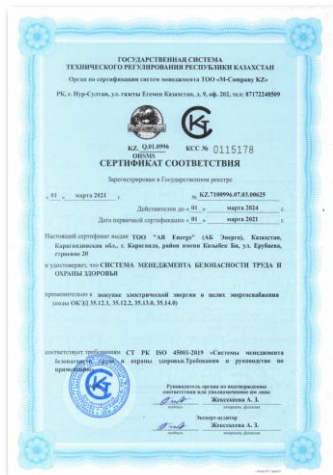 ГОСУДАРСТВЕННАЯ СИСТЕМА
ТЕХНИЧЕСКОГО РЕГУЛИРОВАНИЯ РЕСПУБЛИКИ КАЗАХСТАН
Орган по сертификации систем менеджмента ТОО «M-Company KZ»
РК, г. Нур-Султан, ул. газеты Егемен Казахстан, д. 9, оф. 202, тел: 87172240509
KZ. Q.01.0996
OHSMS
КСС № 0115178
СЕРТИФИКАТ СООТВЕТСТВИЯ
Зарегистрирован в Государственном реестре
« 01 » марта 2021 г. № KZ.7100996.07.03.00625
Действителен до « 01 » марта 2024 г.
Дата первичной сертификации « 01 » марта 2021 г.
Настоящий сертификат выдан ТОО "AB Energo" (АБ Энерго), Казахстан,
Карагандинская обл., г. Караганда, район имени Казыбек Би, ул. Ерубаева,
строение 20
и удостоверяет, что СИСТЕМА МЕНЕДЖМЕНТА БЕЗОПАСНОСТИ ТРУДА И
ОХРАНЫ ЗДОРОВЬЯ
применительно к покупке электрической энергии в целях энергоснабжения
(коды ОКЭД 35.12.1, 35.12.2, 35.13.0, 35.14.0)
соответствует требованиям СТ РК ISO 45001-2019 «Системы менеджмента
безопасности труда и охраны здоровья.Требования и руководство по
применению»
Руководитель органа по подтверждению
соответствия или уполномоченное им лицо
Жексекеева А. З.
Эксперт-аудитор
Жексекеева А. З.